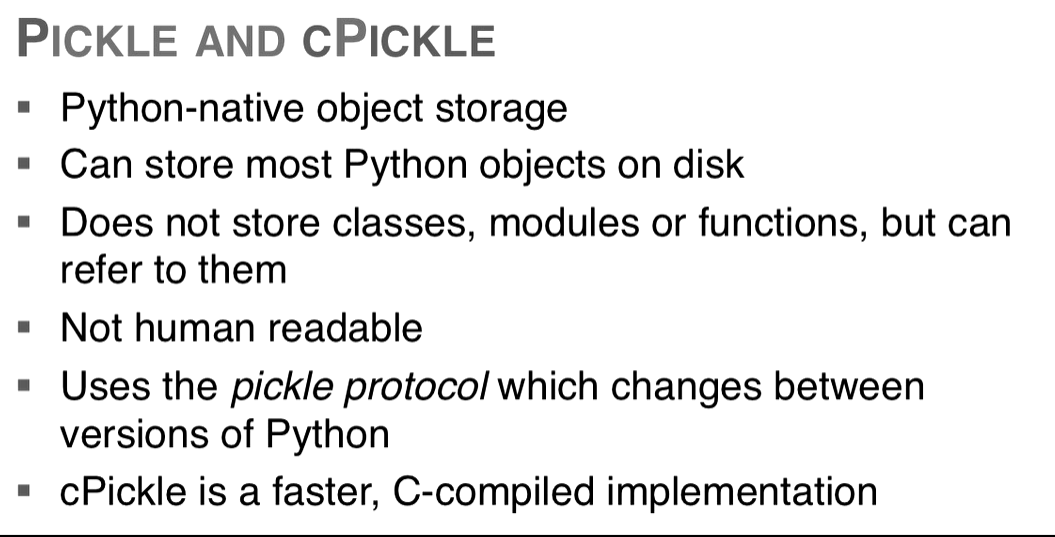 PICKLE AND CPICKLE
▪ Python-native object storage
▪ Can store most Python objects on disk
▪ Does not store classes, modules or functions, but can
refer to them
▪ Not human readable
▪ Uses the pickle protocol which changes between
versions of Python
▪ cPickle is a faster, C-compiled implementation